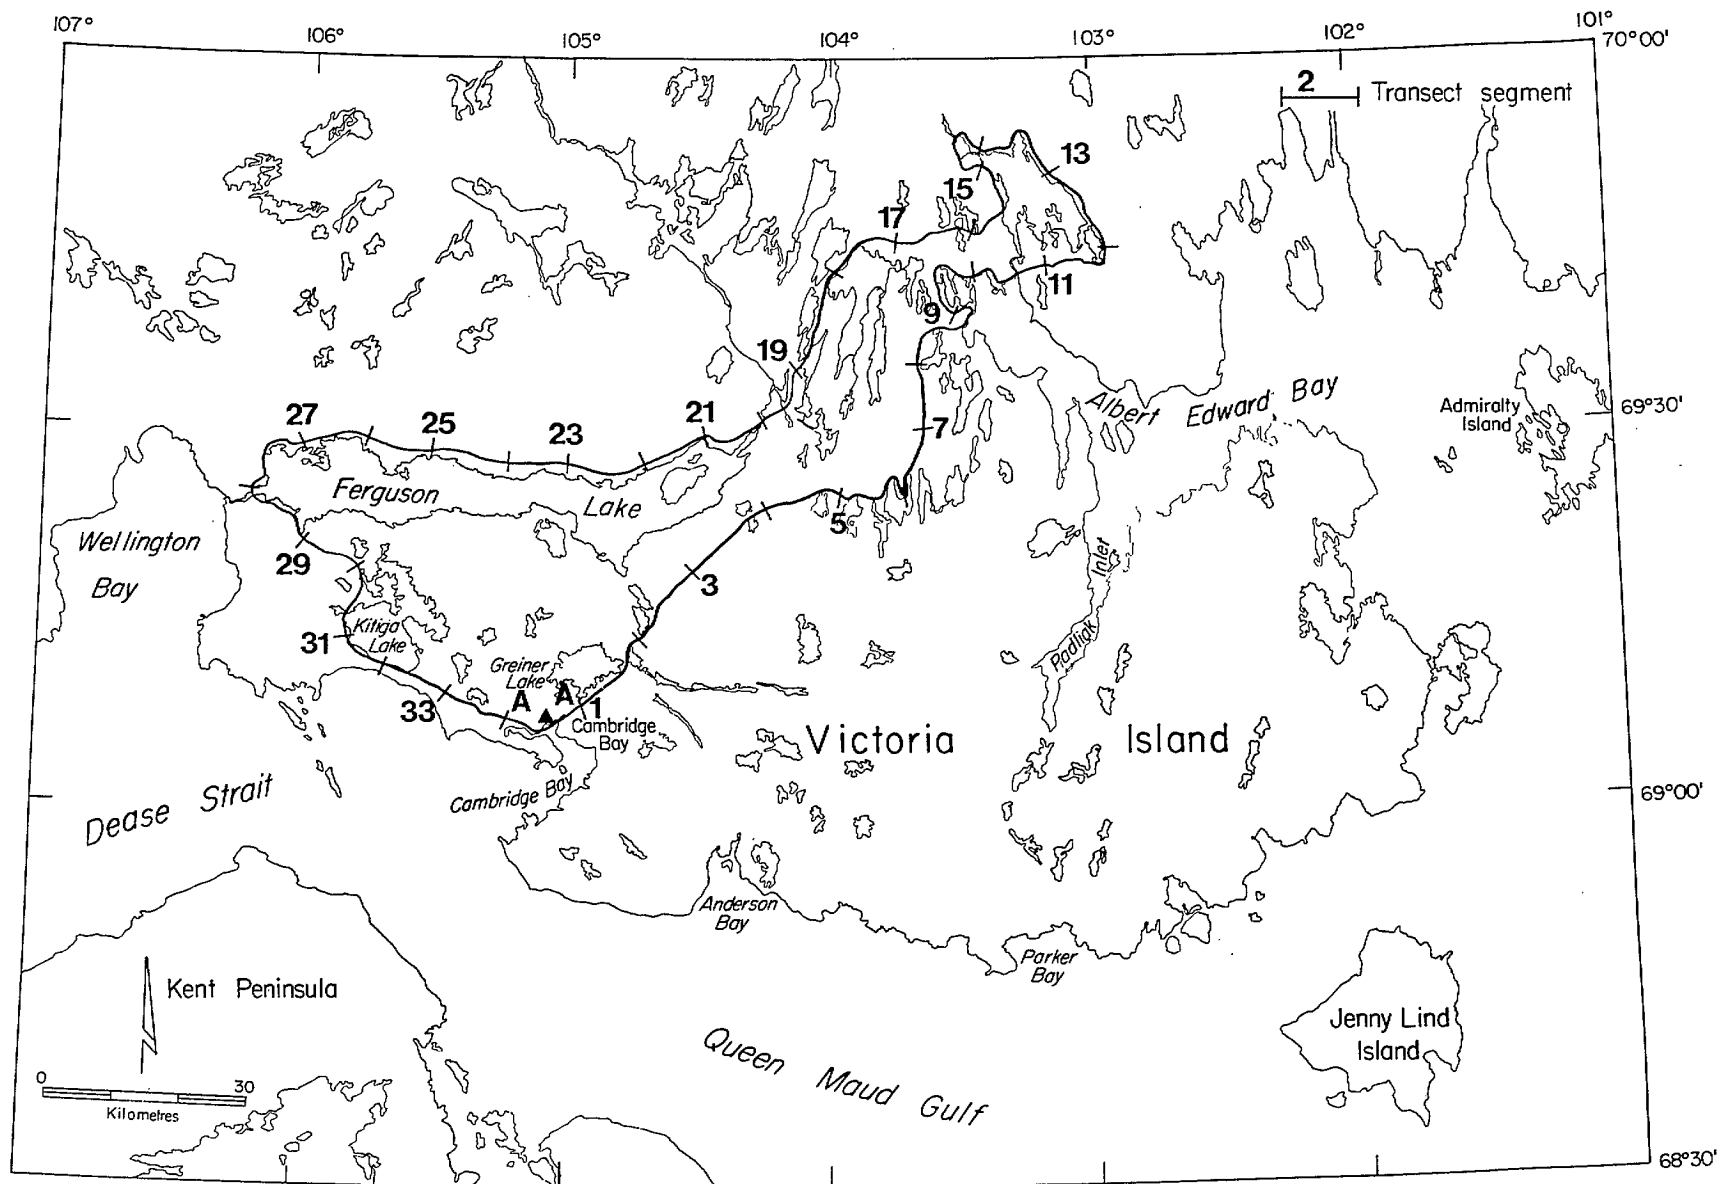 107°
106°
105°
104°
103°
102°
101°
70°00'
2
Transect segment
13
15
17
11
9
19
27
25
23
21
7
Albert Edward Bay
Admiralty
Island
69°30'
Ferguson Lake
5
Wellington
Bay
29
3
Inlet
Padliak
31
Kitiga
Lake
Greiner
Lake
A
A
1
33
Cambridge
Bay
Victoria Island
Cambridge Bay
69°00'
Dease Strait
Anderson
Bay
Parker
Bay
Kent Peninsula
Jenny Lind
Island
Queen Maud Gulf
0
30
Kilometres
68°30'